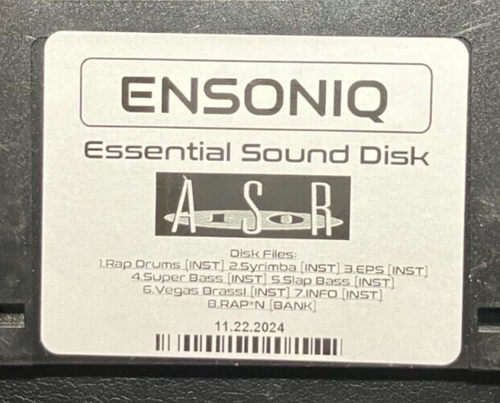 ENSONIQ
Essential Sound Disk
ASR
10
Disk Files:
1.Rap Drums [INST] 2.Syrimba [INST] 3.EPS [INST]
4.Super Bass [INST] 5.Slap Bass [INST]
6.Vegas Brass! [INST] 7.INFO [INST]
8.RAP*N [BANK]
11.22.2024